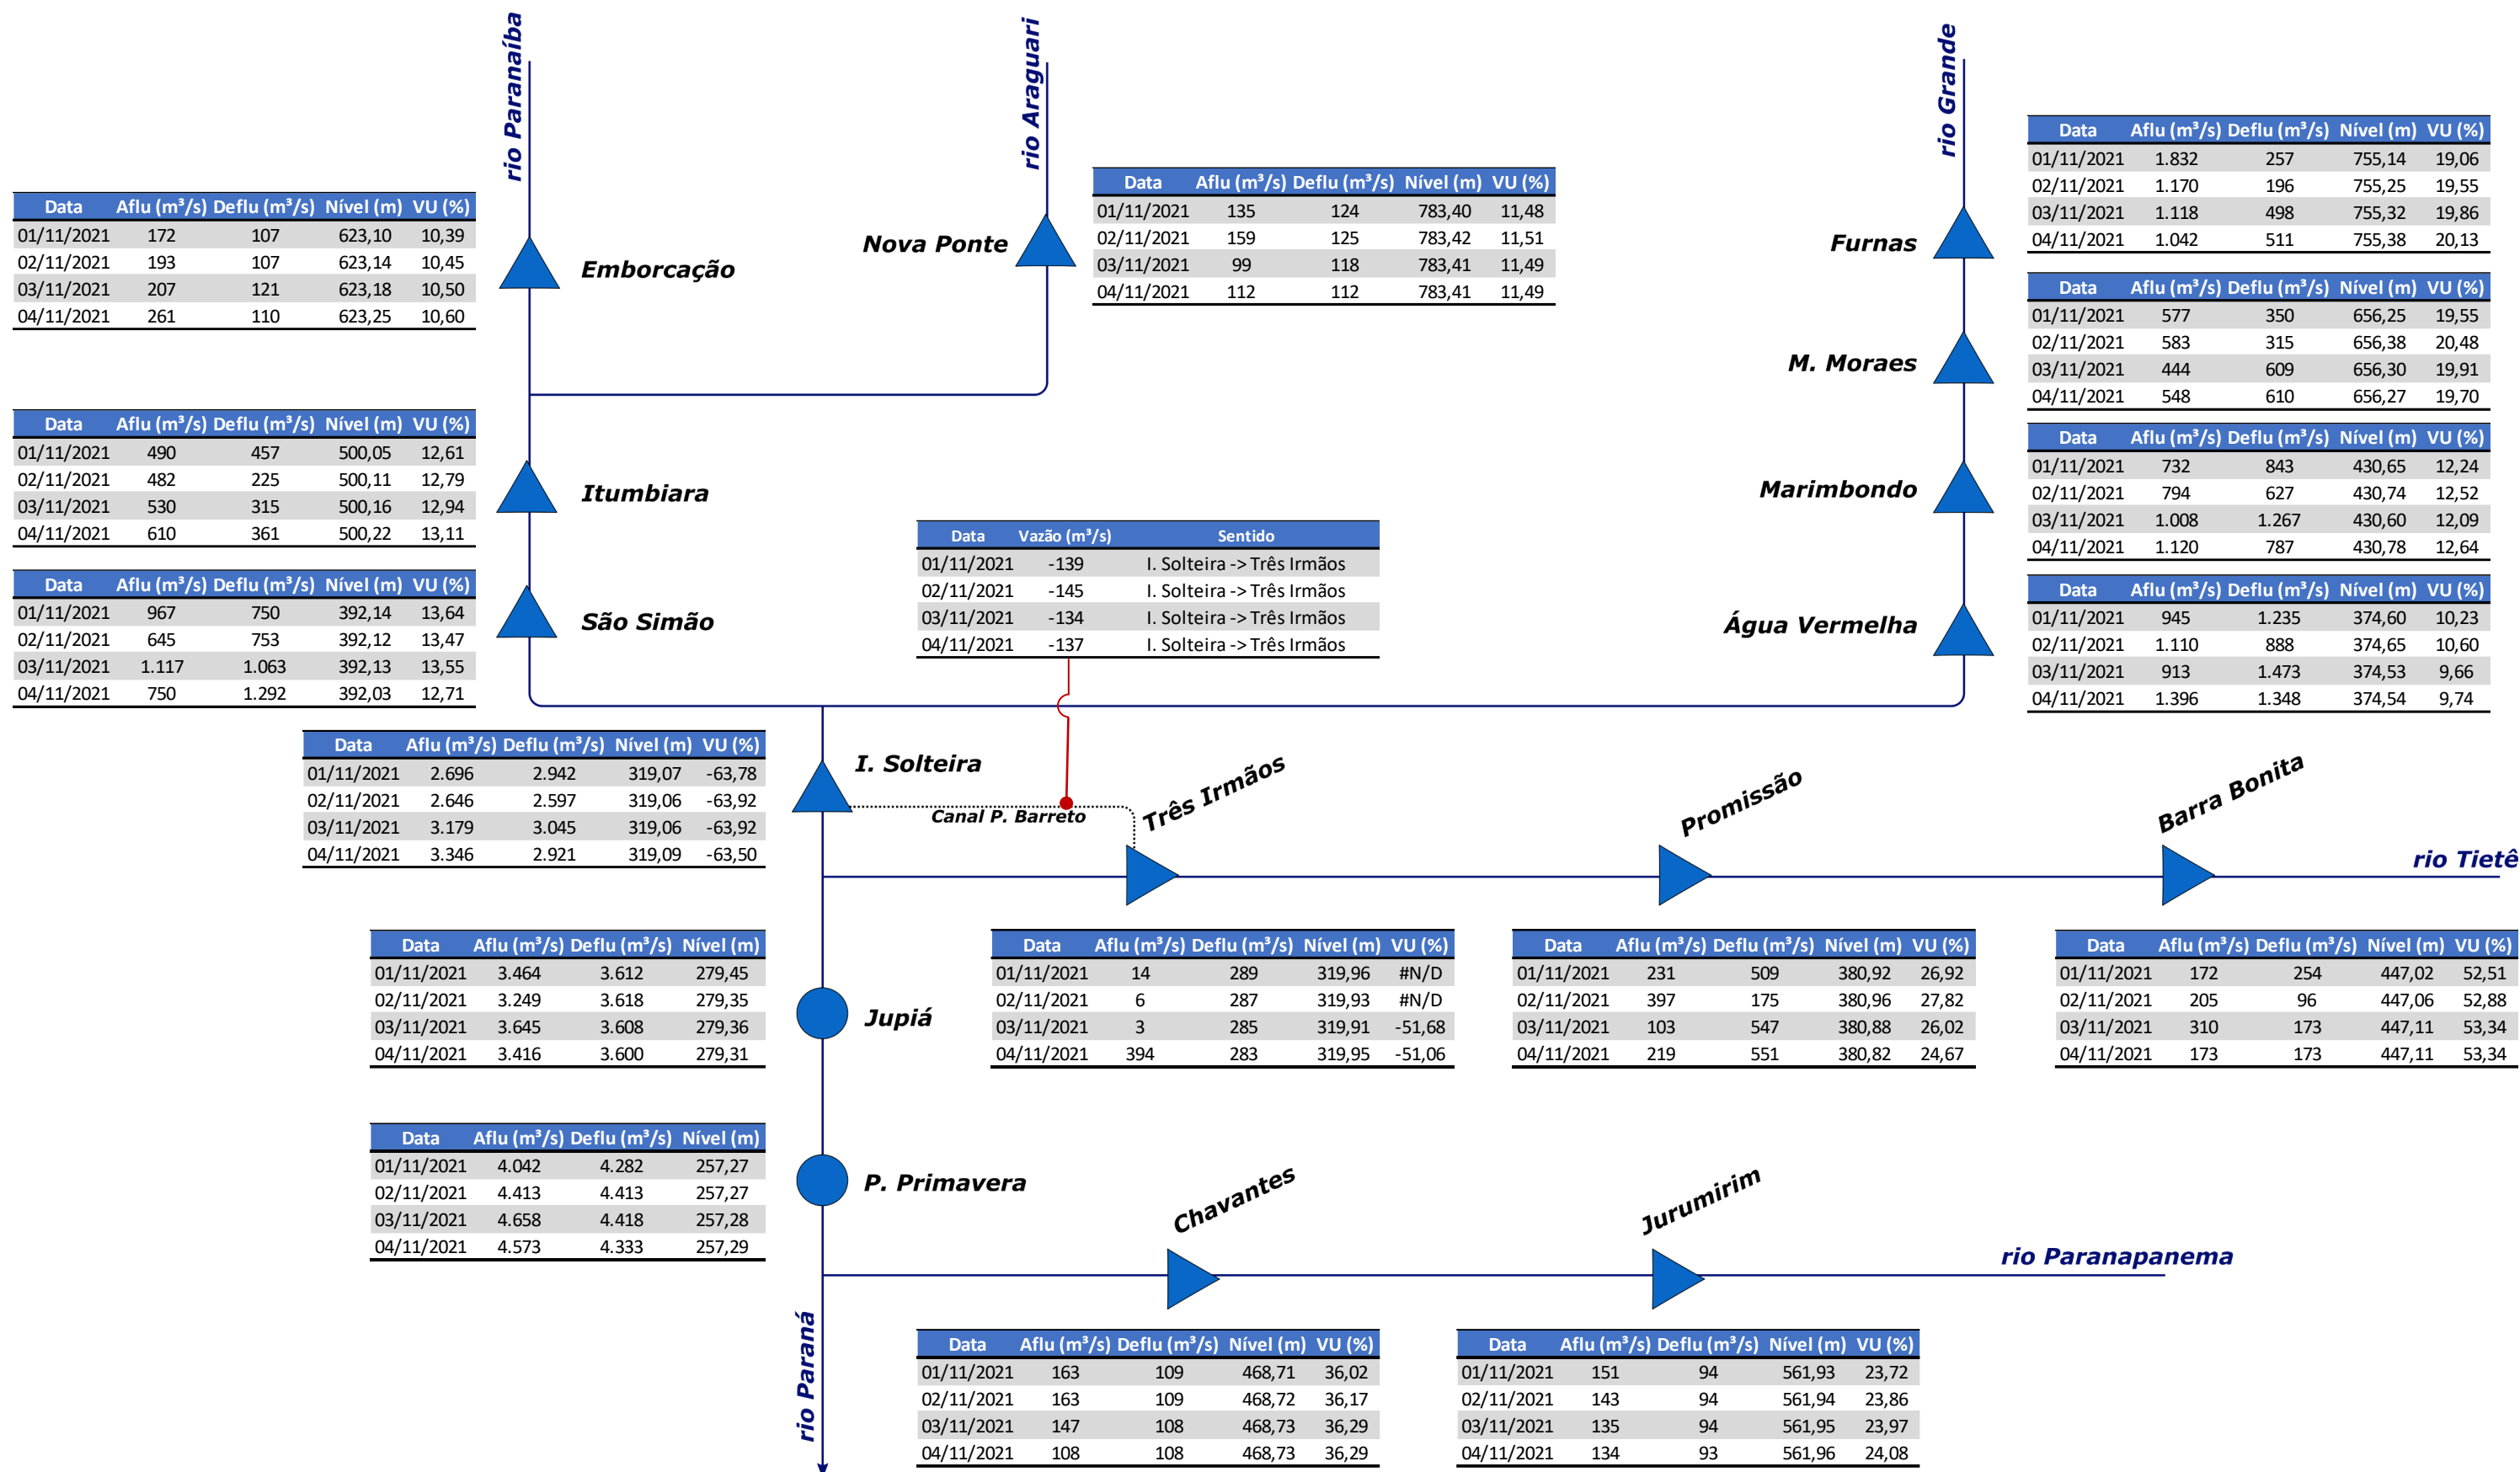 rio Paranaíba
rio Araguari
rio Grande
Data Aflu (m³/s) Deflu (m³/s) Nível (m) VU (%)
01/11/2021 172 107 623,10 10,39
02/11/2021 193 107 623,14 10,45
03/11/2021 207 121 623,18 10,50
04/11/2021 261 110 623,25 10,60
Emborcação
Nova Ponte
Data Aflu (m³/s) Deflu (m³/s) Nível (m) VU (%)
01/11/2021 135 124 783,40 11,48
02/11/2021 159 125 783,42 11,51
03/11/2021 99 118 783,41 11,49
04/11/2021 112 112 783,41 11,49
Furnas
Data Aflu (m³/s) Deflu (m³/s) Nível (m) VU (%)
01/11/2021 1.832 257 755,14 19,06
02/11/2021 1.170 196 755,25 19,55
03/11/2021 1.118 498 755,32 19,86
04/11/2021 1.042 511 755,38 20,13
M. Moraes
Data Aflu (m³/s) Deflu (m³/s) Nível (m) VU (%)
01/11/2021 577 350 656,25 19,55
02/11/2021 583 315 656,38 20,48
03/11/2021 444 609 656,30 19,91
04/11/2021 548 610 656,27 19,70
Data Aflu (m³/s) Deflu (m³/s) Nível (m) VU (%)
01/11/2021 490 457 500,05 12,61
02/11/2021 482 225 500,11 12,79
03/11/2021 530 315 500,16 12,94
04/11/2021 610 361 500,22 13,11
Itumbiara
Marimbondo
Data Aflu (m³/s) Deflu (m³/s) Nível (m) VU (%)
01/11/2021 732 843 430,65 12,24
02/11/2021 794 627 430,74 12,52
03/11/2021 1.008 1.267 430,60 12,09
04/11/2021 1.120 787 430,78 12,64
Data Aflu (m³/s) Deflu (m³/s) Nível (m) VU (%)
01/11/2021 967 750 392,14 13,64
02/11/2021 645 753 392,12 13,47
03/11/2021 1.117 1.063 392,13 13,55
04/11/2021 750 1.292 392,03 12,71
São Simão
Data Vazão (m³/s) Sentido
01/11/2021 -139 I. Solteira -> Três Irmãos
02/11/2021 -145 I. Solteira -> Três Irmãos
03/11/2021 -134 I. Solteira -> Três Irmãos
04/11/2021 -137 I. Solteira -> Três Irmãos
Água Vermelha
Data Aflu (m³/s) Deflu (m³/s) Nível (m) VU (%)
01/11/2021 945 1.235 374,60 10,23
02/11/2021 1.110 888 374,65 10,60
03/11/2021 913 1.473 374,53 9,66
04/11/2021 1.396 1.348 374,54 9,74
Data Aflu (m³/s) Deflu (m³/s) Nível (m) VU (%)
01/11/2021 2.696 2.942 319,07 -63,78
02/11/2021 2.646 2.597 319,06 -63,92
03/11/2021 3.179 3.045 319,06 -63,92
04/11/2021 3.346 2.921 319,09 -63,50
I. Solteira
Canal P. Barreto
Três Irmãos
Promissão
Barra Bonita
rio Tietê
Data Aflu (m³/s) Deflu (m³/s) Nível (m)
01/11/2021 3.464 3.612 279,45
02/11/2021 3.249 3.618 279,35
03/11/2021 3.645 3.608 279,36
04/11/2021 3.416 3.600 279,31
Jupiá
Data Aflu (m³/s) Deflu (m³/s) Nível (m) VU (%)
01/11/2021 14 289 319,96 #N/D
02/11/2021 6 287 319,93 #N/D
03/11/2021 3 285 319,91 -51,68
04/11/2021 394 283 319,95 -51,06
Data Aflu (m³/s) Deflu (m³/s) Nível (m) VU (%)
01/11/2021 231 509 380,92 26,92
02/11/2021 397 175 380,96 27,82
03/11/2021 103 547 380,88 26,02
04/11/2021 219 551 380,82 24,67
Data Aflu (m³/s) Deflu (m³/s) Nível (m) VU (%)
01/11/2021 172 254 447,02 52,51
02/11/2021 205 96 447,06 52,88
03/11/2021 310 173 447,11 53,34
04/11/2021 173 173 447,11 53,34
Data Aflu (m³/s) Deflu (m³/s) Nível (m)
01/11/2021 4.042 4.282 257,27
02/11/2021 4.413 4.413 257,27
03/11/2021 4.658 4.418 257,28
04/11/2021 4.573 4.333 257,29
P. Primavera
Chavantes
Jurumirim
rio Paranapanema
rio Paraná
Data Aflu (m³/s) Deflu (m³/s) Nível (m) VU (%)
01/11/2021 163 109 468,71 36,02
02/11/2021 163 109 468,72 36,17
03/11/2021 147 108 468,73 36,29
04/11/2021 108 108 468,73 36,29
Data Aflu (m³/s) Deflu (m³/s) Nível (m) VU (%)
01/11/2021 151 94 561,93 23,72
02/11/2021 143 94 561,94 23,86
03/11/2021 135 94 561,95 23,97
04/11/2021 134 93 561,96 24,08